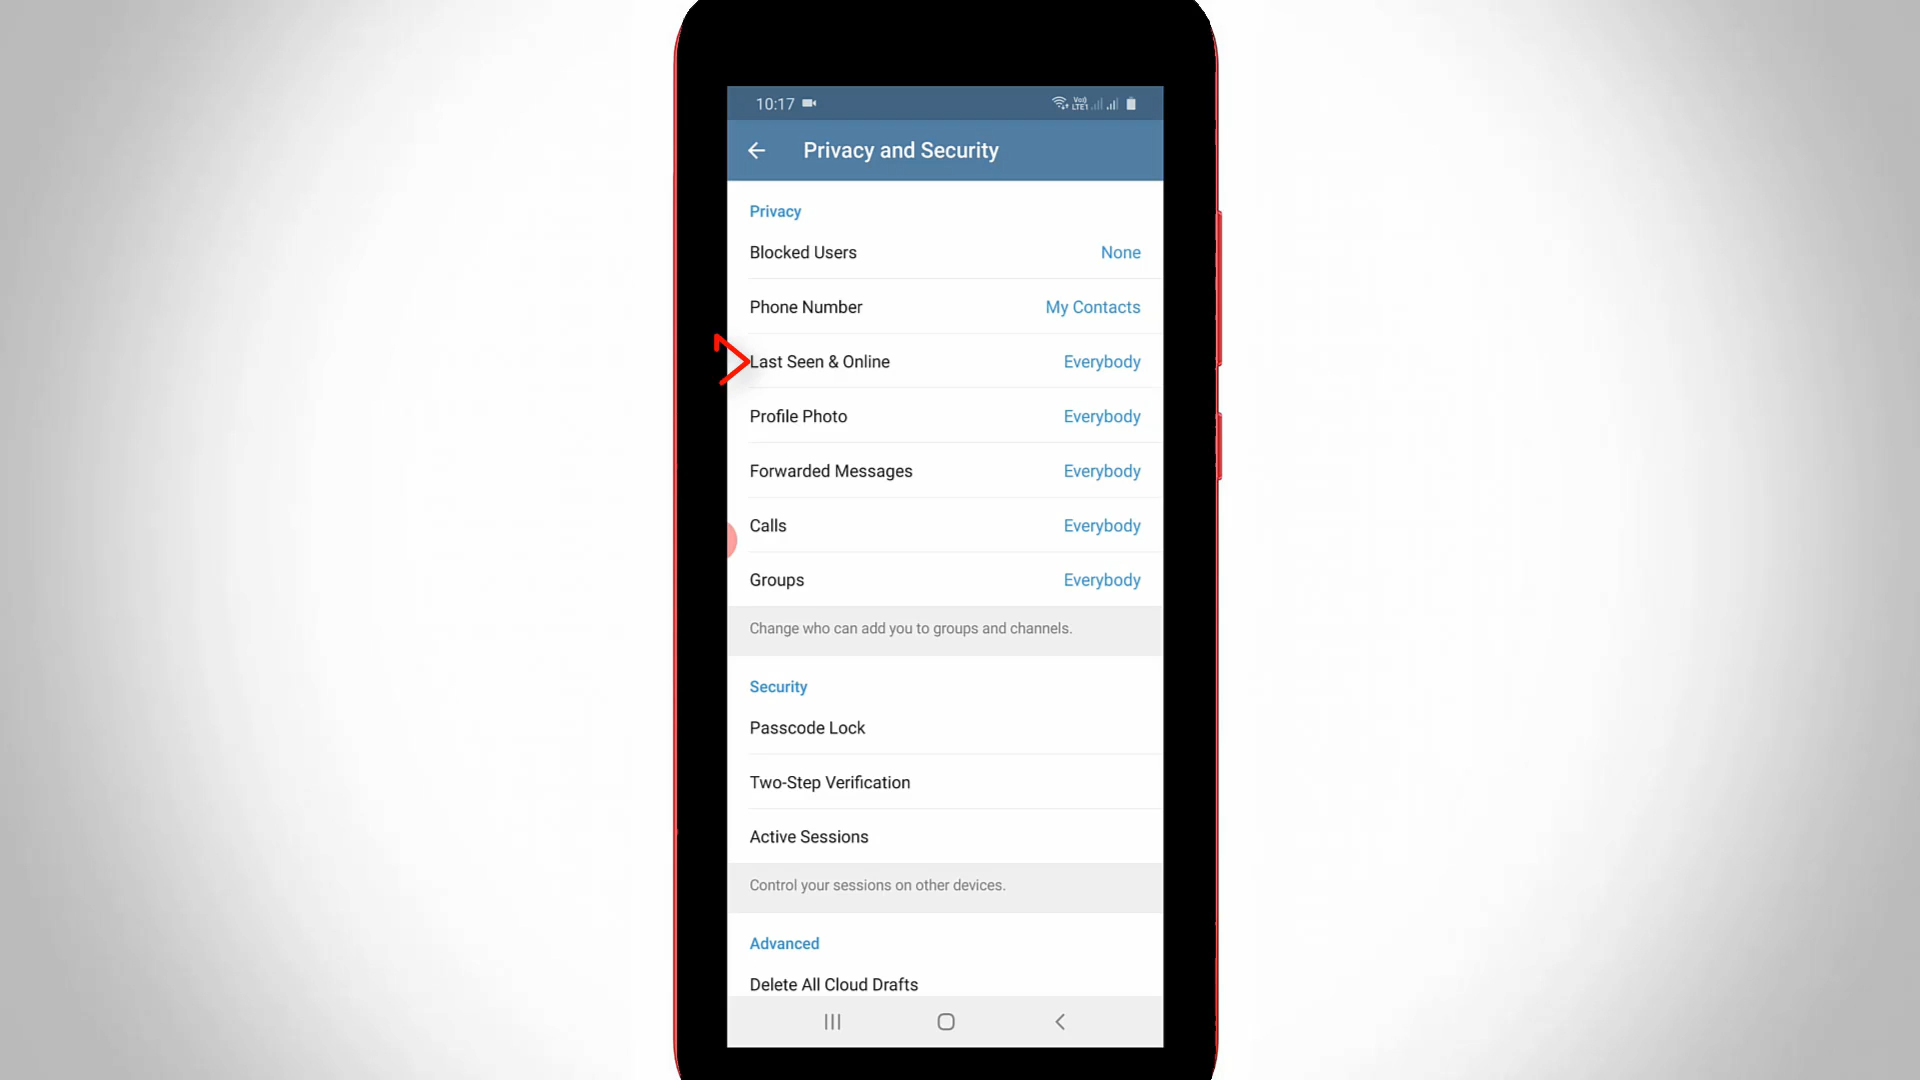 10:17
Vo)) LTE1
Privacy and Security
Privacy
Blocked Users None
Phone Number My Contacts
Last Seen & Online Everybody
Profile Photo Everybody
Forwarded Messages Everybody
Calls Everybody
Groups Everybody
Change who can add you to groups and channels.
Security
Passcode Lock
Two-Step Verification
Active Sessions
Control your sessions on other devices.
Advanced
Delete All Cloud Drafts